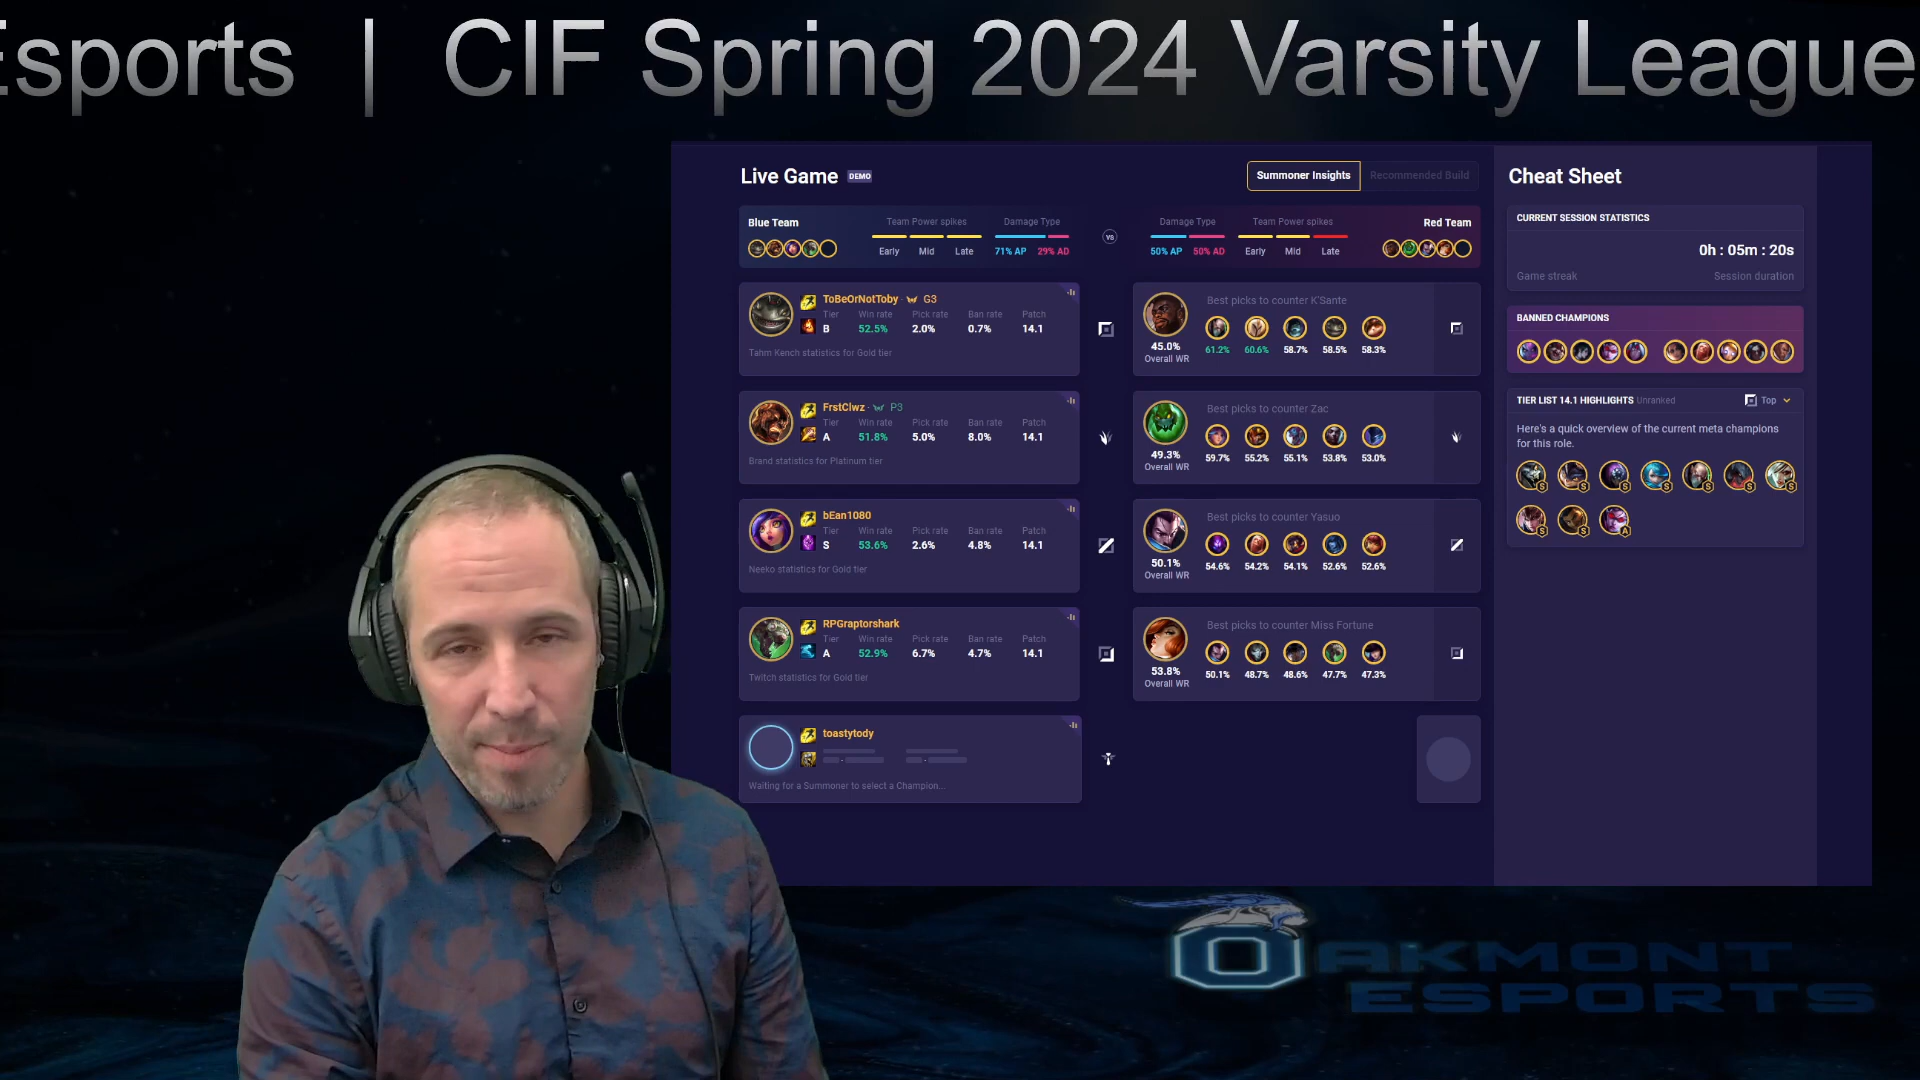 Esports | CIF Spring 2024 Varsity League
Live Game DEMO
Summoner Insights
Recommended Build
Blue Team
Team Power spikes
Damage Type
Early Mid Late
71% AP 29% AD
VS
Damage Type
Team Power spikes
Red Team
50% AP 50% AD
Early Mid Late
ToBeOrNotToby · G3
Tier Win rate Pick rate Ban rate Patch
B 52.5% 2.0% 0.7% 14.1
Tahm Kench statistics for Gold tier
Best picks to counter K'Sante
45.0%
Overall WR
61.2% 60.6% 58.7% 58.5% 58.3%
FrstClwz · P3
Tier Win rate Pick rate Ban rate Patch
A 51.8% 5.0% 8.0% 14.1
Brand statistics for Platinum tier
Best picks to counter Zac
49.3%
Overall WR
59.7% 55.2% 55.1% 53.8% 53.0%
bEan1080
Tier Win rate Pick rate Ban rate Patch
S 53.6% 2.6% 4.8% 14.1
Neeko statistics for Gold tier
Best picks to counter Yasuo
50.1%
Overall WR
54.6% 54.2% 54.1% 52.6% 52.6%
RPGraptorshark
Tier Win rate Pick rate Ban rate Patch
A 52.9% 6.7% 4.7% 14.1
Twitch statistics for Gold tier
Best picks to counter Miss Fortune
53.8%
Overall WR
50.1% 48.7% 48.6% 47.7% 47.3%
toastytody
Waiting for a Summoner to select a Champion...
Cheat Sheet
CURRENT SESSION STATISTICS
0h : 05m : 20s
Game streak Session duration
BANNED CHAMPIONS
TIER LIST 14.1 HIGHLIGHTS Unranked Top
Here's a quick overview of the current meta champions
for this role.
S S S S S S S
S S A
OAKMONT
ESPORTS